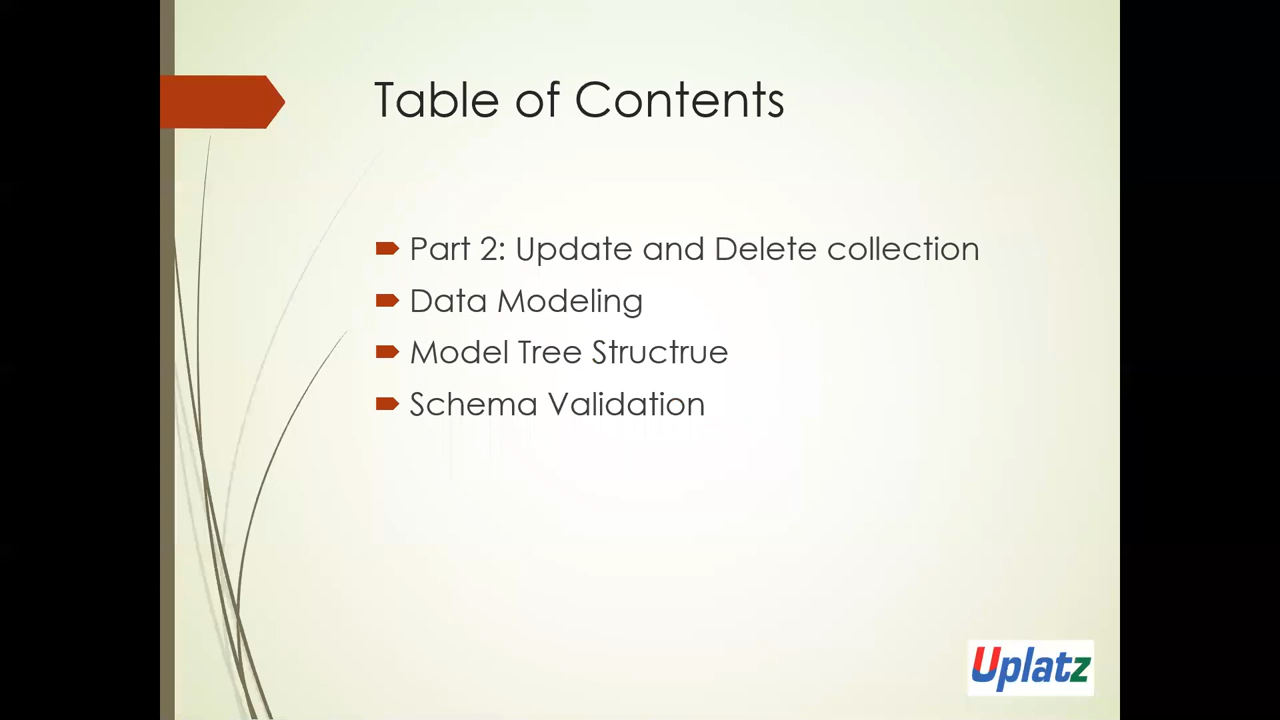 Table of Contents
Part 2: Update and Delete collection
Data Modeling
Model Tree Structrue
Schema Validation
Uplatz